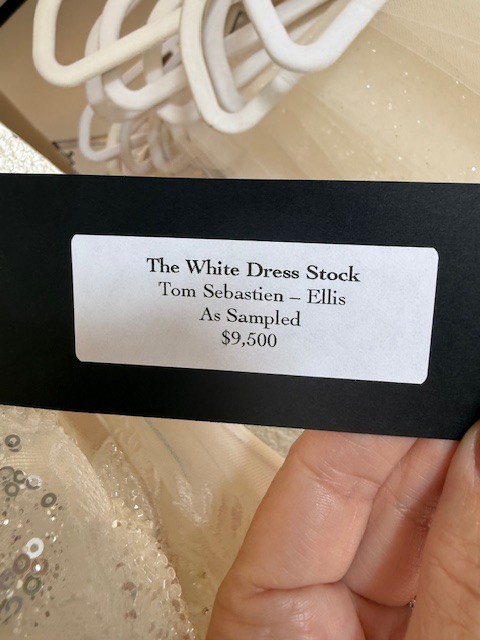 The White Dress Stock
Tom Sebastien – Ellis
As Sampled
$9,500